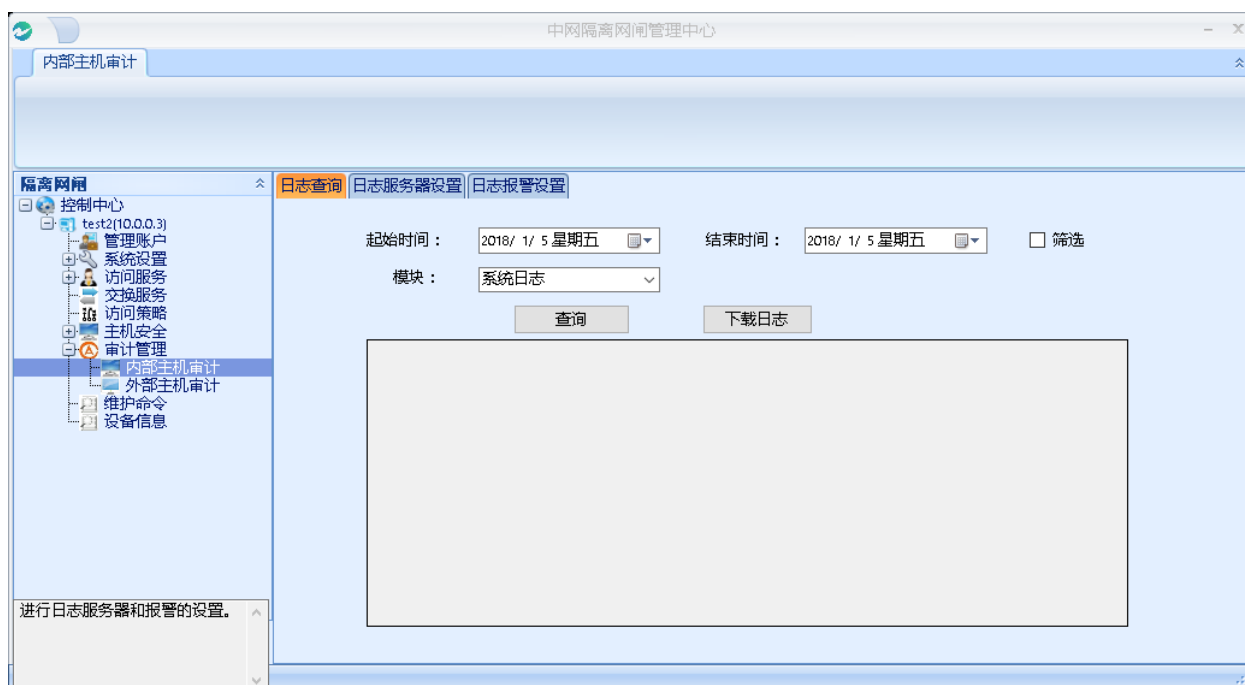 中网隔离网闸管理中心
内部主机审计
隔离网闸
控制中心
test2(10.0.0.3)
管理账户
系统设置
访问服务
交换服务
访问策略
主机安全
审计管理
内部主机审计
外部主机审计
维护命令
设备信息
进行日志服务器和报警的设置。
日志查询 日志服务器设置 日志报警设置
起始时间： 2018/ 1/ 5 星期五 结束时间： 2018/ 1/ 5 星期五 筛选
模块： 系统日志
查询 下载日志